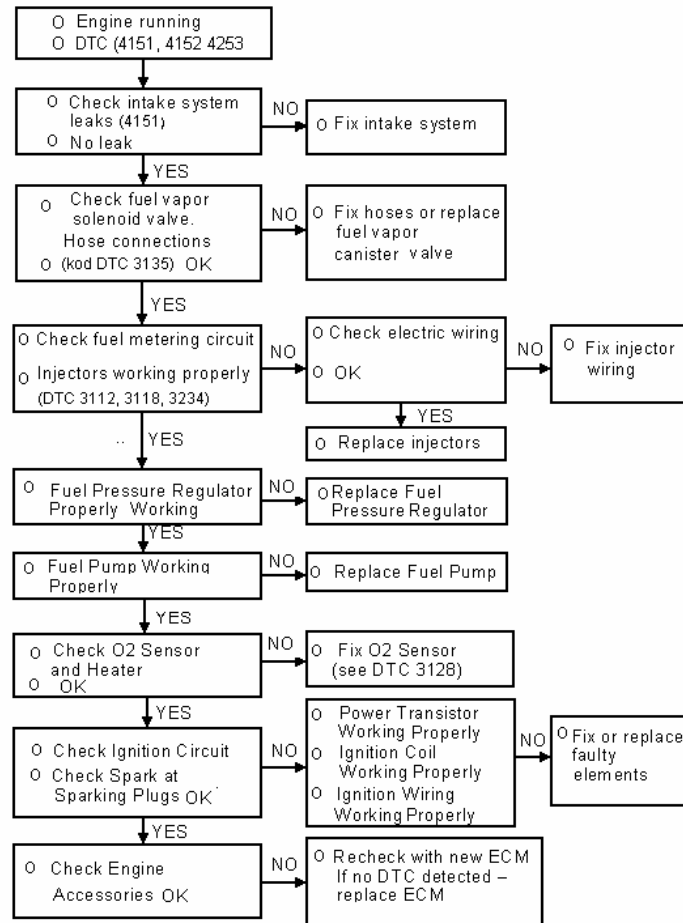 Engine running
DTC (4151, 4152 4253
Check intake system
leaks (4151)
No leak
NO
Fix intake system
YES
Check fuel vapor
solenoid valve.
Hose connections
(kod DTC 3135) OK
NO
Fix hoses or replace
fuel vapor
canister valve
YES
Check fuel metering circuit
Injectors working properly
(DTC 3112, 3118, 3234)
NO
Check electric wiring
OK
NO
Fix injector
wiring
YES
Replace injectors
.. YES
Fuel Pressure Regulator
Properly Working
NO
Replace Fuel
Pressure Regulator
YES
Fuel Pump Working
Properly
NO
Replace Fuel Pump
YES
Check O2 Sensor
and Heater
OK
NO
Fix O2 Sensor
(see DTC 3128)
YES
Check Ignition Circuit
Check Spark at
Sparking Plugs OK
NO
Power Transistor
Working Properly
Ignition Coil
Working Properly
Ignition Wiring
Working Properly
NO
Fix or replace
faulty
elements
YES
Check Engine
Accessories OK
NO
Recheck with new ECM
If no DTC detected –
replace ECM